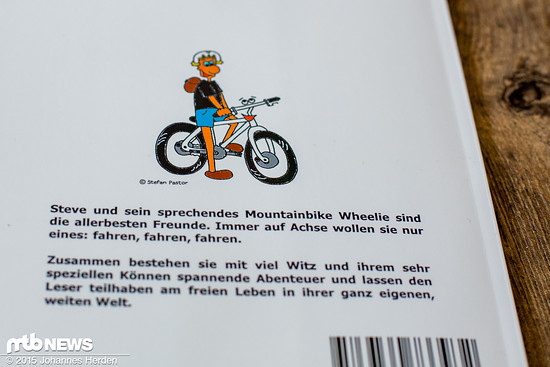 © Stefan Pastor
Steve und sein sprechendes Mountainbike Wheelie sind
die allerbesten Freunde. Immer auf Achse wollen sie nur
eines: fahren, fahren, fahren.
Zusammen bestehen sie mit viel Witz und ihrem sehr
speziellen Können spannende Abenteuer und lassen den
Leser teilhaben am freien Leben in ihrer ganz eigenen,
weiten Welt.
mtbNEWS
© 2015 Johannes Herden